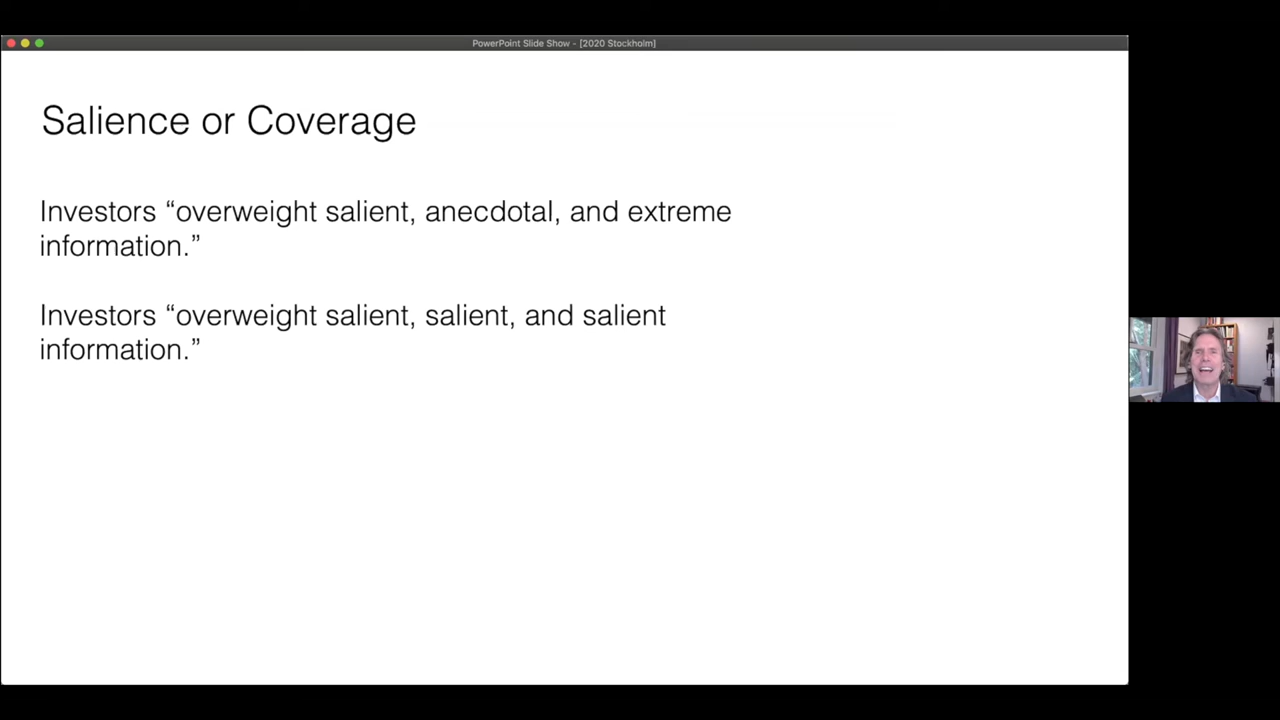 PowerPoint Slide Show - [2020 Stockholm]
Salience or Coverage
Investors “overweight salient, anecdotal, and extreme
information.”
Investors “overweight salient, salient, and salient
information.”